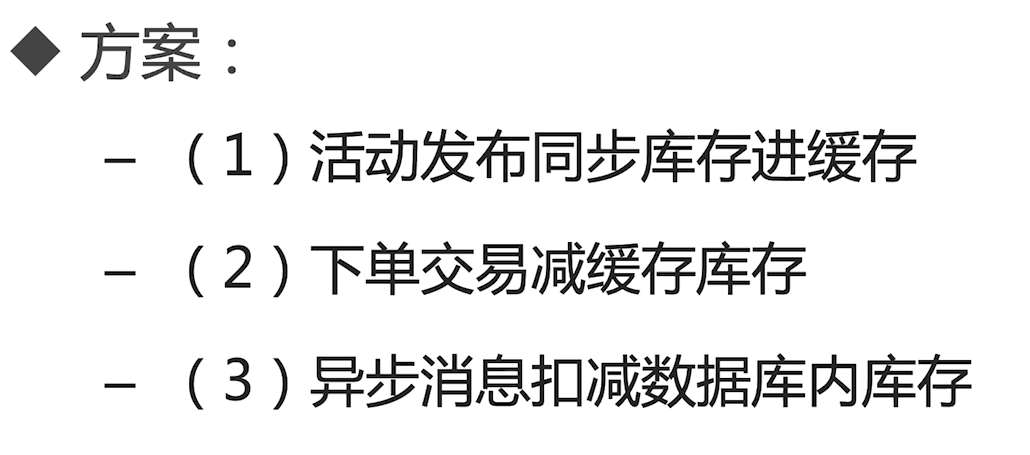 ◆ 方案：
– （1）活动发布同步库存进缓存
– （2）下单交易减缓存库存
– （3）异步消息扣减数据库内库存